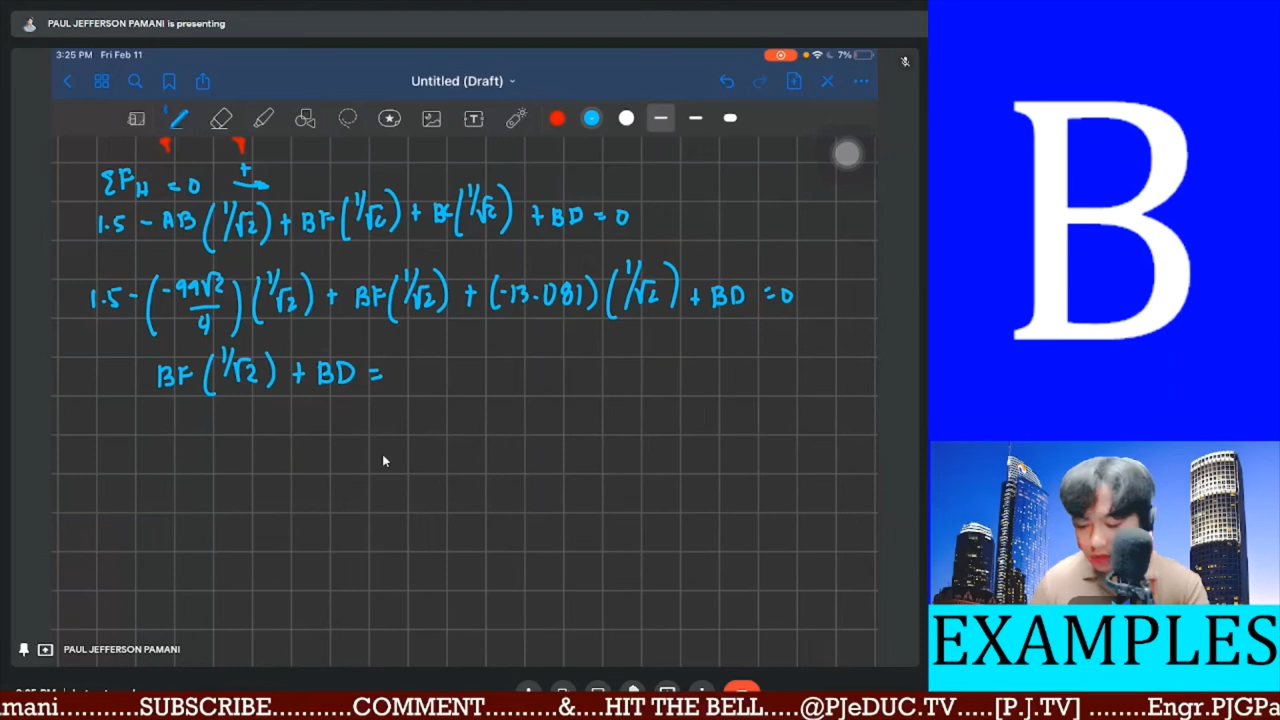 PAUL JEFFERSON PAMANI is presenting
3:25 PM Fri Feb 11
7%
Untitled (Draft)
ΣF_H = 0 +→
1.5 - AB (1/√2) + BF (1/√2) + BC (1/√2) + BD = 0
1.5 - (-99√2/4) (1/√2) + BF (1/√2) + (-13.081) (1/√2) + BD = 0
BF (1/√2) + BD =
PAUL JEFFERSON PAMANI
B
EXAMPLES
mani..........SUBSCRIBE..........COMMENT.......&....HIT THE BELL.....@PJeDUC.TV.....[P.J.TV] .......Engr.PJGPa